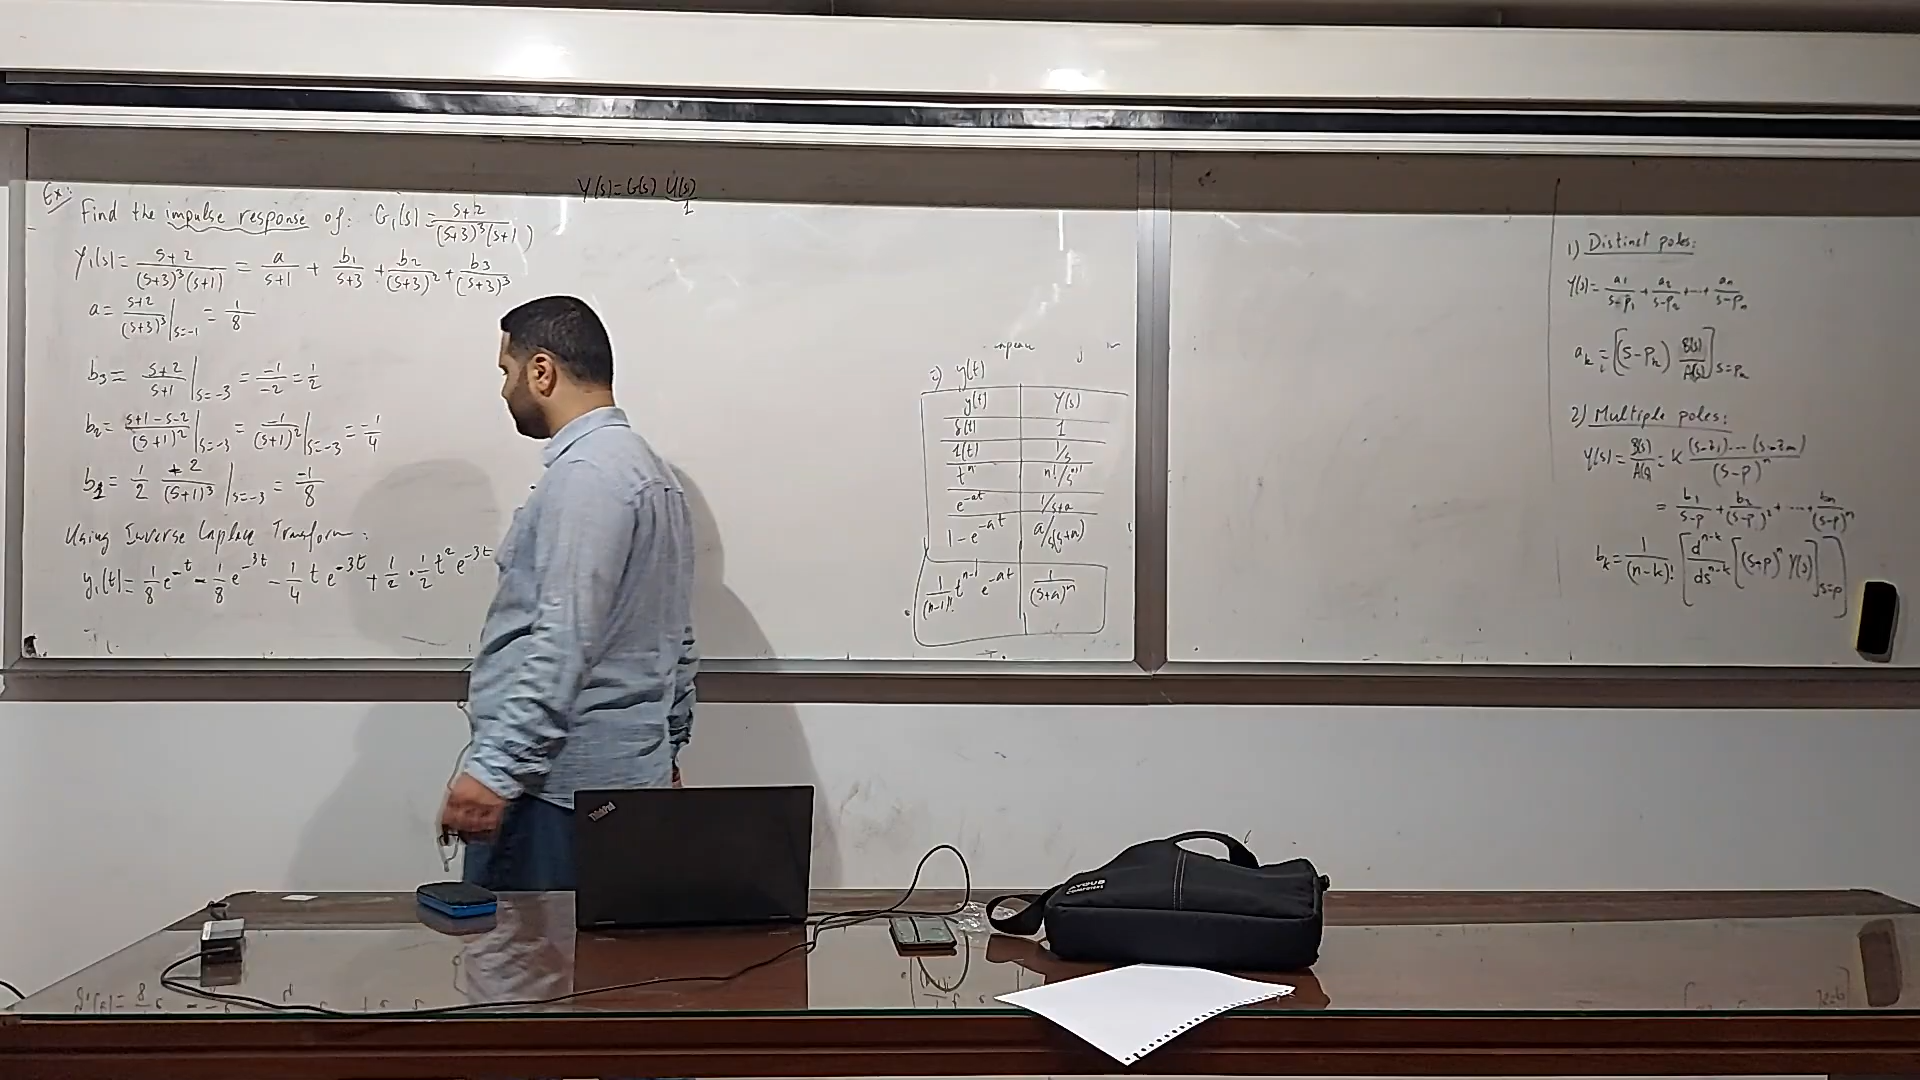 Ex:
Y(s)=G(s) U(s)
1
Find the impulse response of: G₁(s) = (s+2)/((s+3)³(s+1))
Y₁(s) = (s+2)/((s+3)³(s+1)) = a/(s+1) + b₁/(s+3) + b₂/(s+3)² + b₃/(s+3)³
a = (s+2)/(s+3)³ |s=-1 = 1/8
b₃ = (s+2)/(s+1) |s=-3 = -1/-2 = 1/2
b₂ = (s+1-s-2)/(s+1)² |s=-3 = -1/(s+1)² |s=-3 = -1/4
b₁ = 1/2 +2/(s+1)³ |s=-3 = -1/8
Using Inverse Laplace Transform:
y₁(t) = 1/8 e^-t - 1/8 e^-3t - 1/4 t e^-3t + 1/2 · 1/2 t² e^-3t
y(t)
y(t) Y(s)
δ(t) 1
1(t) 1/s
e^-at 1/s+a
1-e^-at a/s(s+a)
1/(n-1)! t^n-1 e^-at 1/(s+a)^n
1) Distinct poles:
Y(s) = a₁/(s-p₁) + a₂/(s-p₂) + ... + aₙ/(s-pₙ)
aₖ = [(s-pₖ) B(s)/A(s)] s=pₖ
2) Multiple poles:
Y(s) = B(s)/A(s) = K (s-z₁)...(s-zₘ)/(s-p)ⁿ
= b₁/(s-p) + b₂/(s-p)² + ... + bₙ/(s-p)ⁿ
bₖ = 1/(n-k)! [d^n-k/ds^n-k [(s+p)ⁿ Y(s)]] s=p
ThinkPad
AYOUB
COMPUTERS